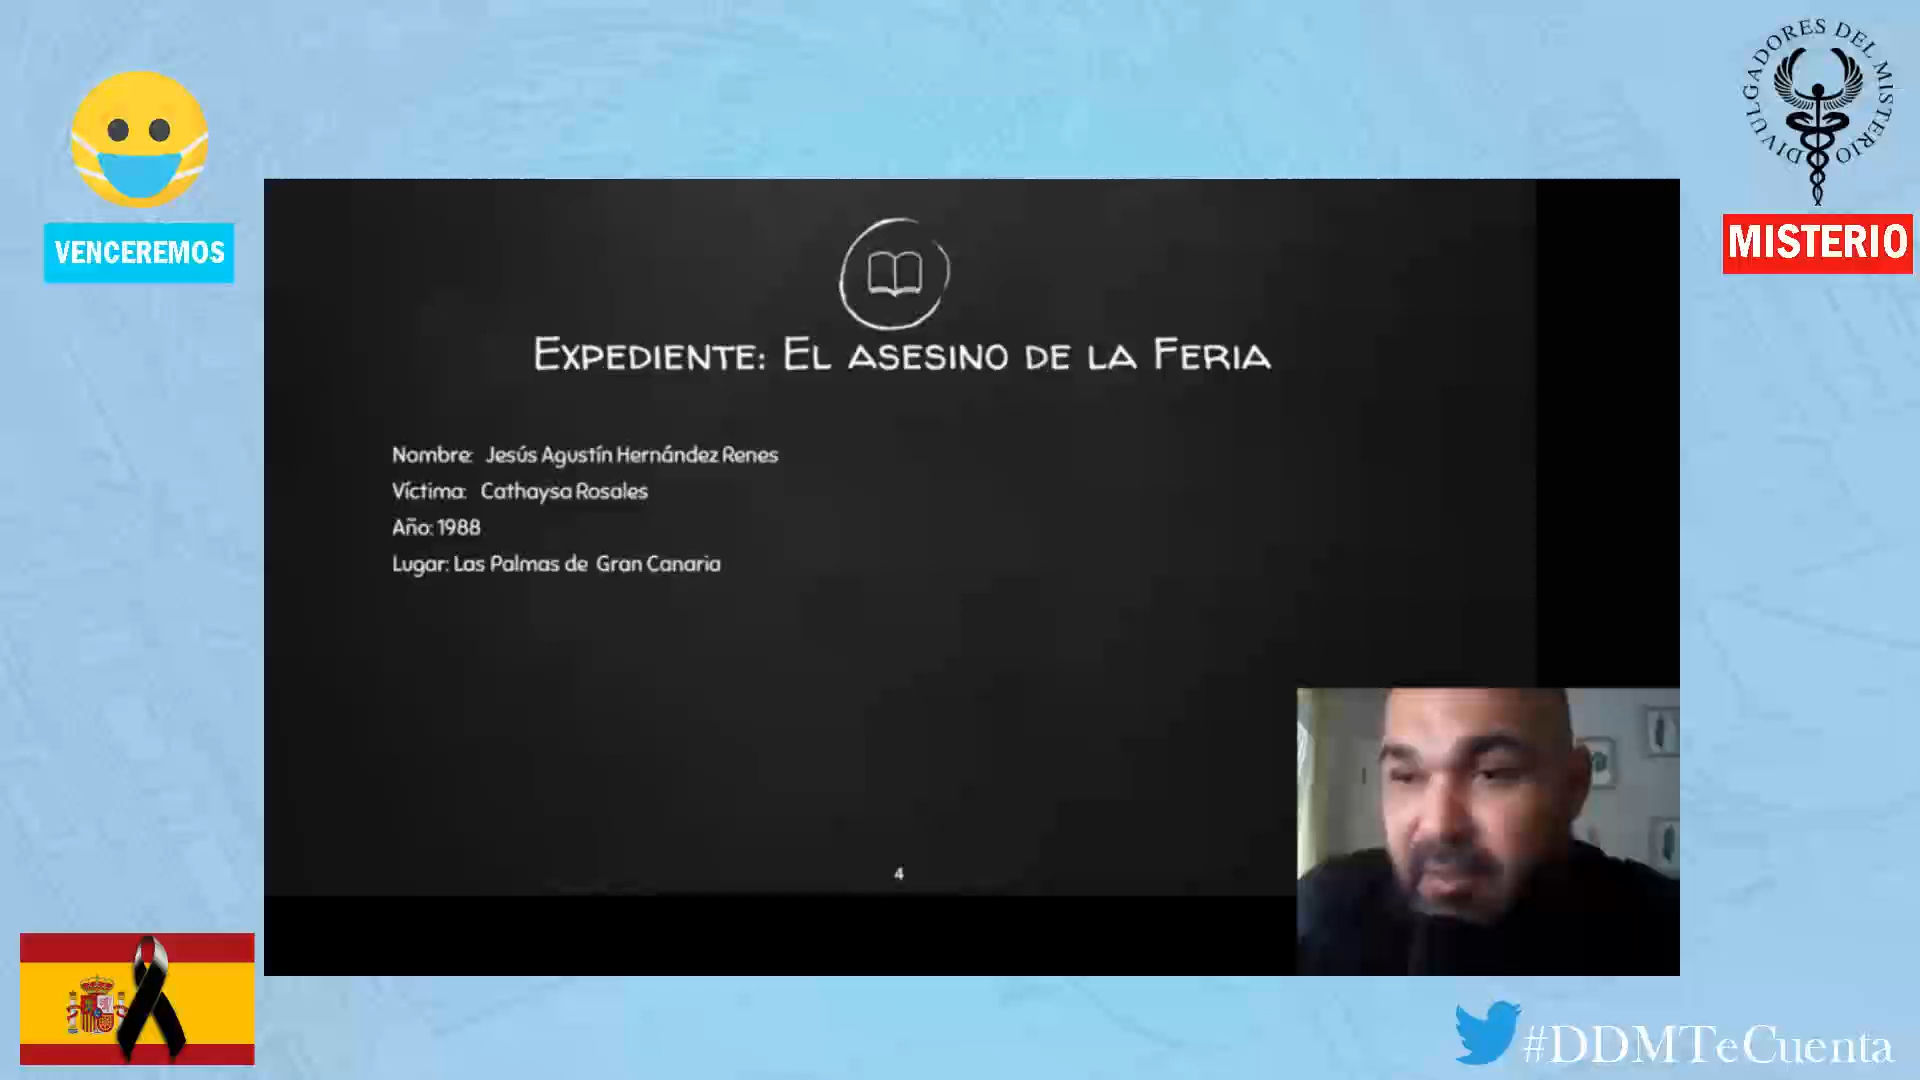 DIVULGADORES DEL MISTERIO
VENCEREMOS
MISTERIO
EXPEDIENTE: EL ASESINO DE LA FERIA
Nombre: Jesús Agustín Hernández Renes
Víctima: Cathaysa Rosales
Año: 1988
Lugar: Las Palmas de Gran Canaria
4
#DDMTeCuenta